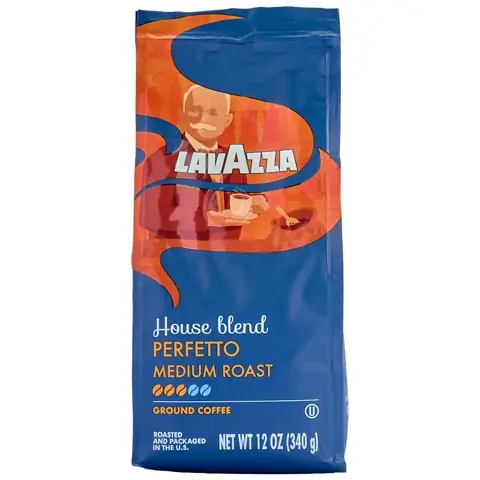 LAVAZZA
House blend
PERFETTO
MEDIUM ROAST
GROUND COFFEE
U
ROASTED
AND PACKAGED
IN THE U.S.
NET WT 12 OZ (340 g)